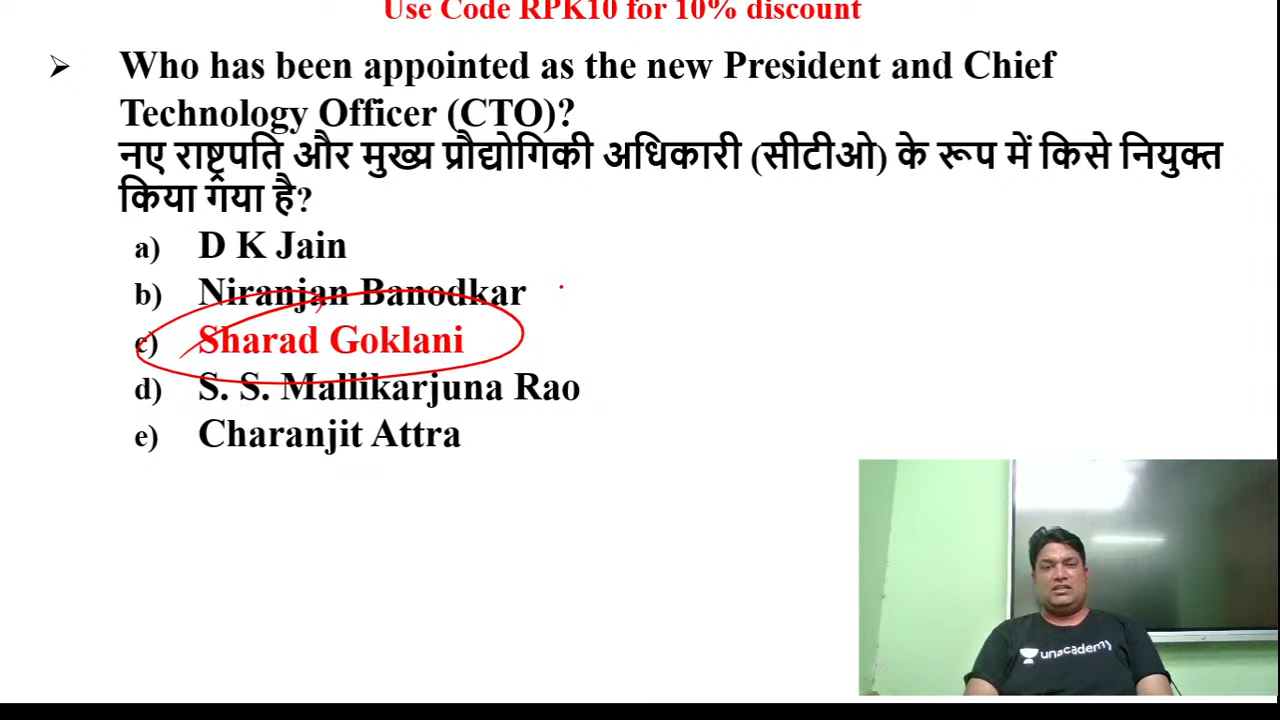 Use Code RPK10 for 10% discount
➢ Who has been appointed as the new President and Chief
Technology Officer (CTO)?
नए राष्ट्रपति और मुख्य प्रौद्योगिकी अधिकारी (सीटीओ) के रूप में किसे नियुक्त
किया गया है?
a) D K Jain
b) Niranjan Banodkar
c) Sharad Goklani
d) S. S. Mallikarjuna Rao
e) Charanjit Attra
unacademy